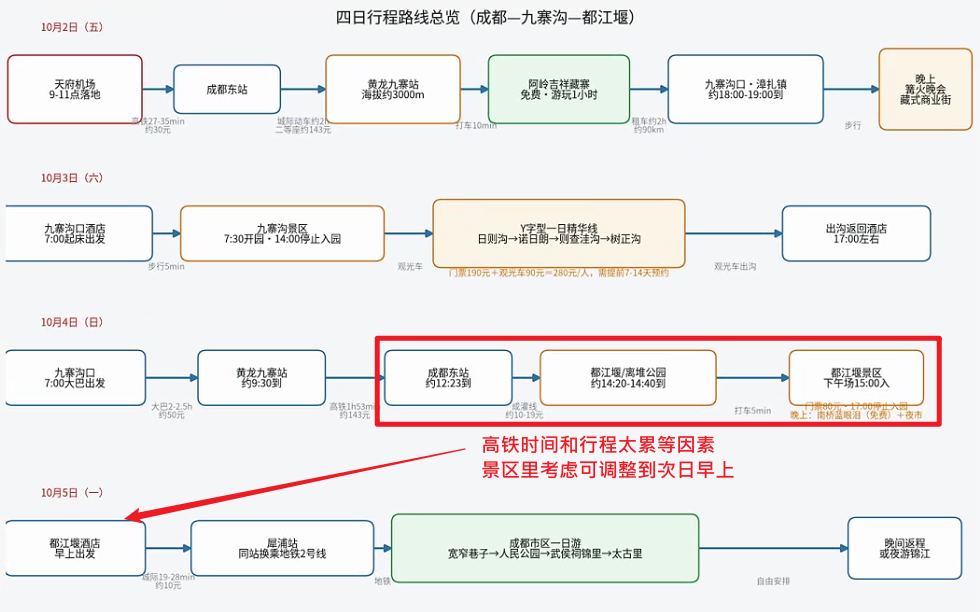 四日行程路线总览（成都—九寨沟—都江堰）
10月2日（五）
天府机场
9-11点落地
高铁27-35min
约30元
成都东站
城际动车约2h
二等座约143元
黄龙九寨站
海拔约3000m
打车10min
阿岭吉祥藏寨
免费·游玩1小时
租车约2h
约90km
九寨沟口·漳扎镇
约18:00-19:00到
步行
晚上
篝火晚会
藏式商业街
10月3日（六）
九寨沟口酒店
7:00起床出发
步行5min
九寨沟景区
7:30开园·14:00停止入园
观光车
Y字型一日精华线
日则沟→诺日朗→则查洼沟→树正沟
门票190元＋观光车90元＝280元/人，需提前7-14天预约
观光车出沟
出沟返回酒店
17:00左右
10月4日（日）
九寨沟口
7:00大巴出发
大巴2-2.5h
约50元
黄龙九寨站
约9:30到
高铁1h53min
约143元
成都东站
约12:23到
成灌线
约10-19元
都江堰/离堆公园
约14:20-14:40到
打车5min
都江堰景区
下午场15:00入
门票80元·17:00停止入园
晚上：南桥蓝眼泪（免费）＋夜市
高铁时间和行程太累等因素
景区里考虑可调整到次日早上
10月5日（一）
都江堰酒店
早上出发
城际19-28min
约10元
犀浦站
同站换乘地铁2号线
地铁
成都市区一日游
宽窄巷子→人民公园→武侯祠锦里→太古里
自由安排
晚间返程
或夜游锦江